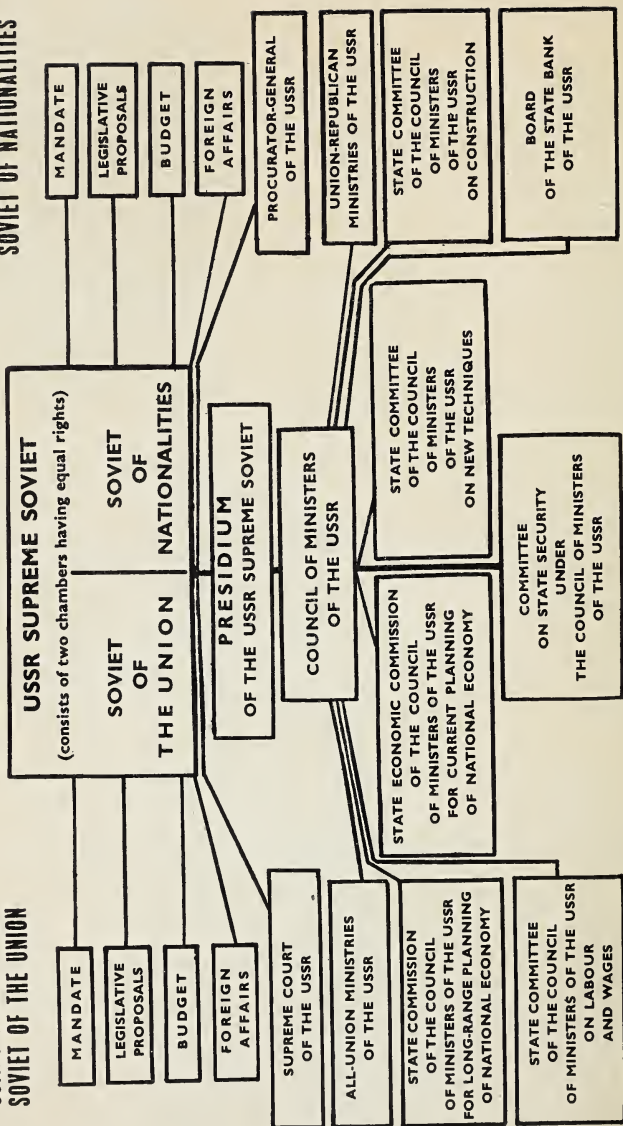 SOVIET OF THE UNION
SOVIET OF NATIONALITIES
USSR SUPREME SOVIET
(consists of two chambers having equal rights)
SOVIET
OF
THE UNION
SOVIET
OF
NATIONALITIES
MANDATE
LEGISLATIVE
PROPOSALS
BUDGET
FOREIGN
AFFAIRS
MANDATE
LEGISLATIVE
PROPOSALS
BUDGET
FOREIGN
AFFAIRS
PRESIDIUM
OF THE USSR SUPREME SOVIET
SUPREME COURT
OF THE USSR
PROCURATOR-GENERAL
OF THE USSR
COUNCIL OF MINISTERS
OF THE USSR
ALL-UNION MINISTRIES
OF THE USSR
UNION-REPUBLICAN
MINISTRIES OF THE USSR
STATE COMMISSION
OF THE COUNCIL
OF MINISTERS OF THE USSR
FOR LONG-RANGE PLANNING
OF NATIONAL ECONOMY
STATE ECONOMIC COMMISSION
OF THE COUNCIL
OF MINISTERS OF THE USSR
FOR CURRENT PLANNING
OF NATIONAL ECONOMY
STATE COMMITTEE
OF THE COUNCIL
OF MINISTERS
OF THE USSR
ON NEW TECHNIQUES
STATE COMMITTEE
OF THE COUNCIL
OF MINISTERS
OF THE USSR
ON CONSTRUCTION
STATE COMMITTEE
OF THE COUNCIL
OF MINISTERS OF THE USSR
ON LABOUR
AND WAGES
COMMITTEE
ON STATE SECURITY
UNDER
THE COUNCIL OF MINISTERS
OF THE USSR
BOARD
OF THE STATE BANK
OF THE USSR